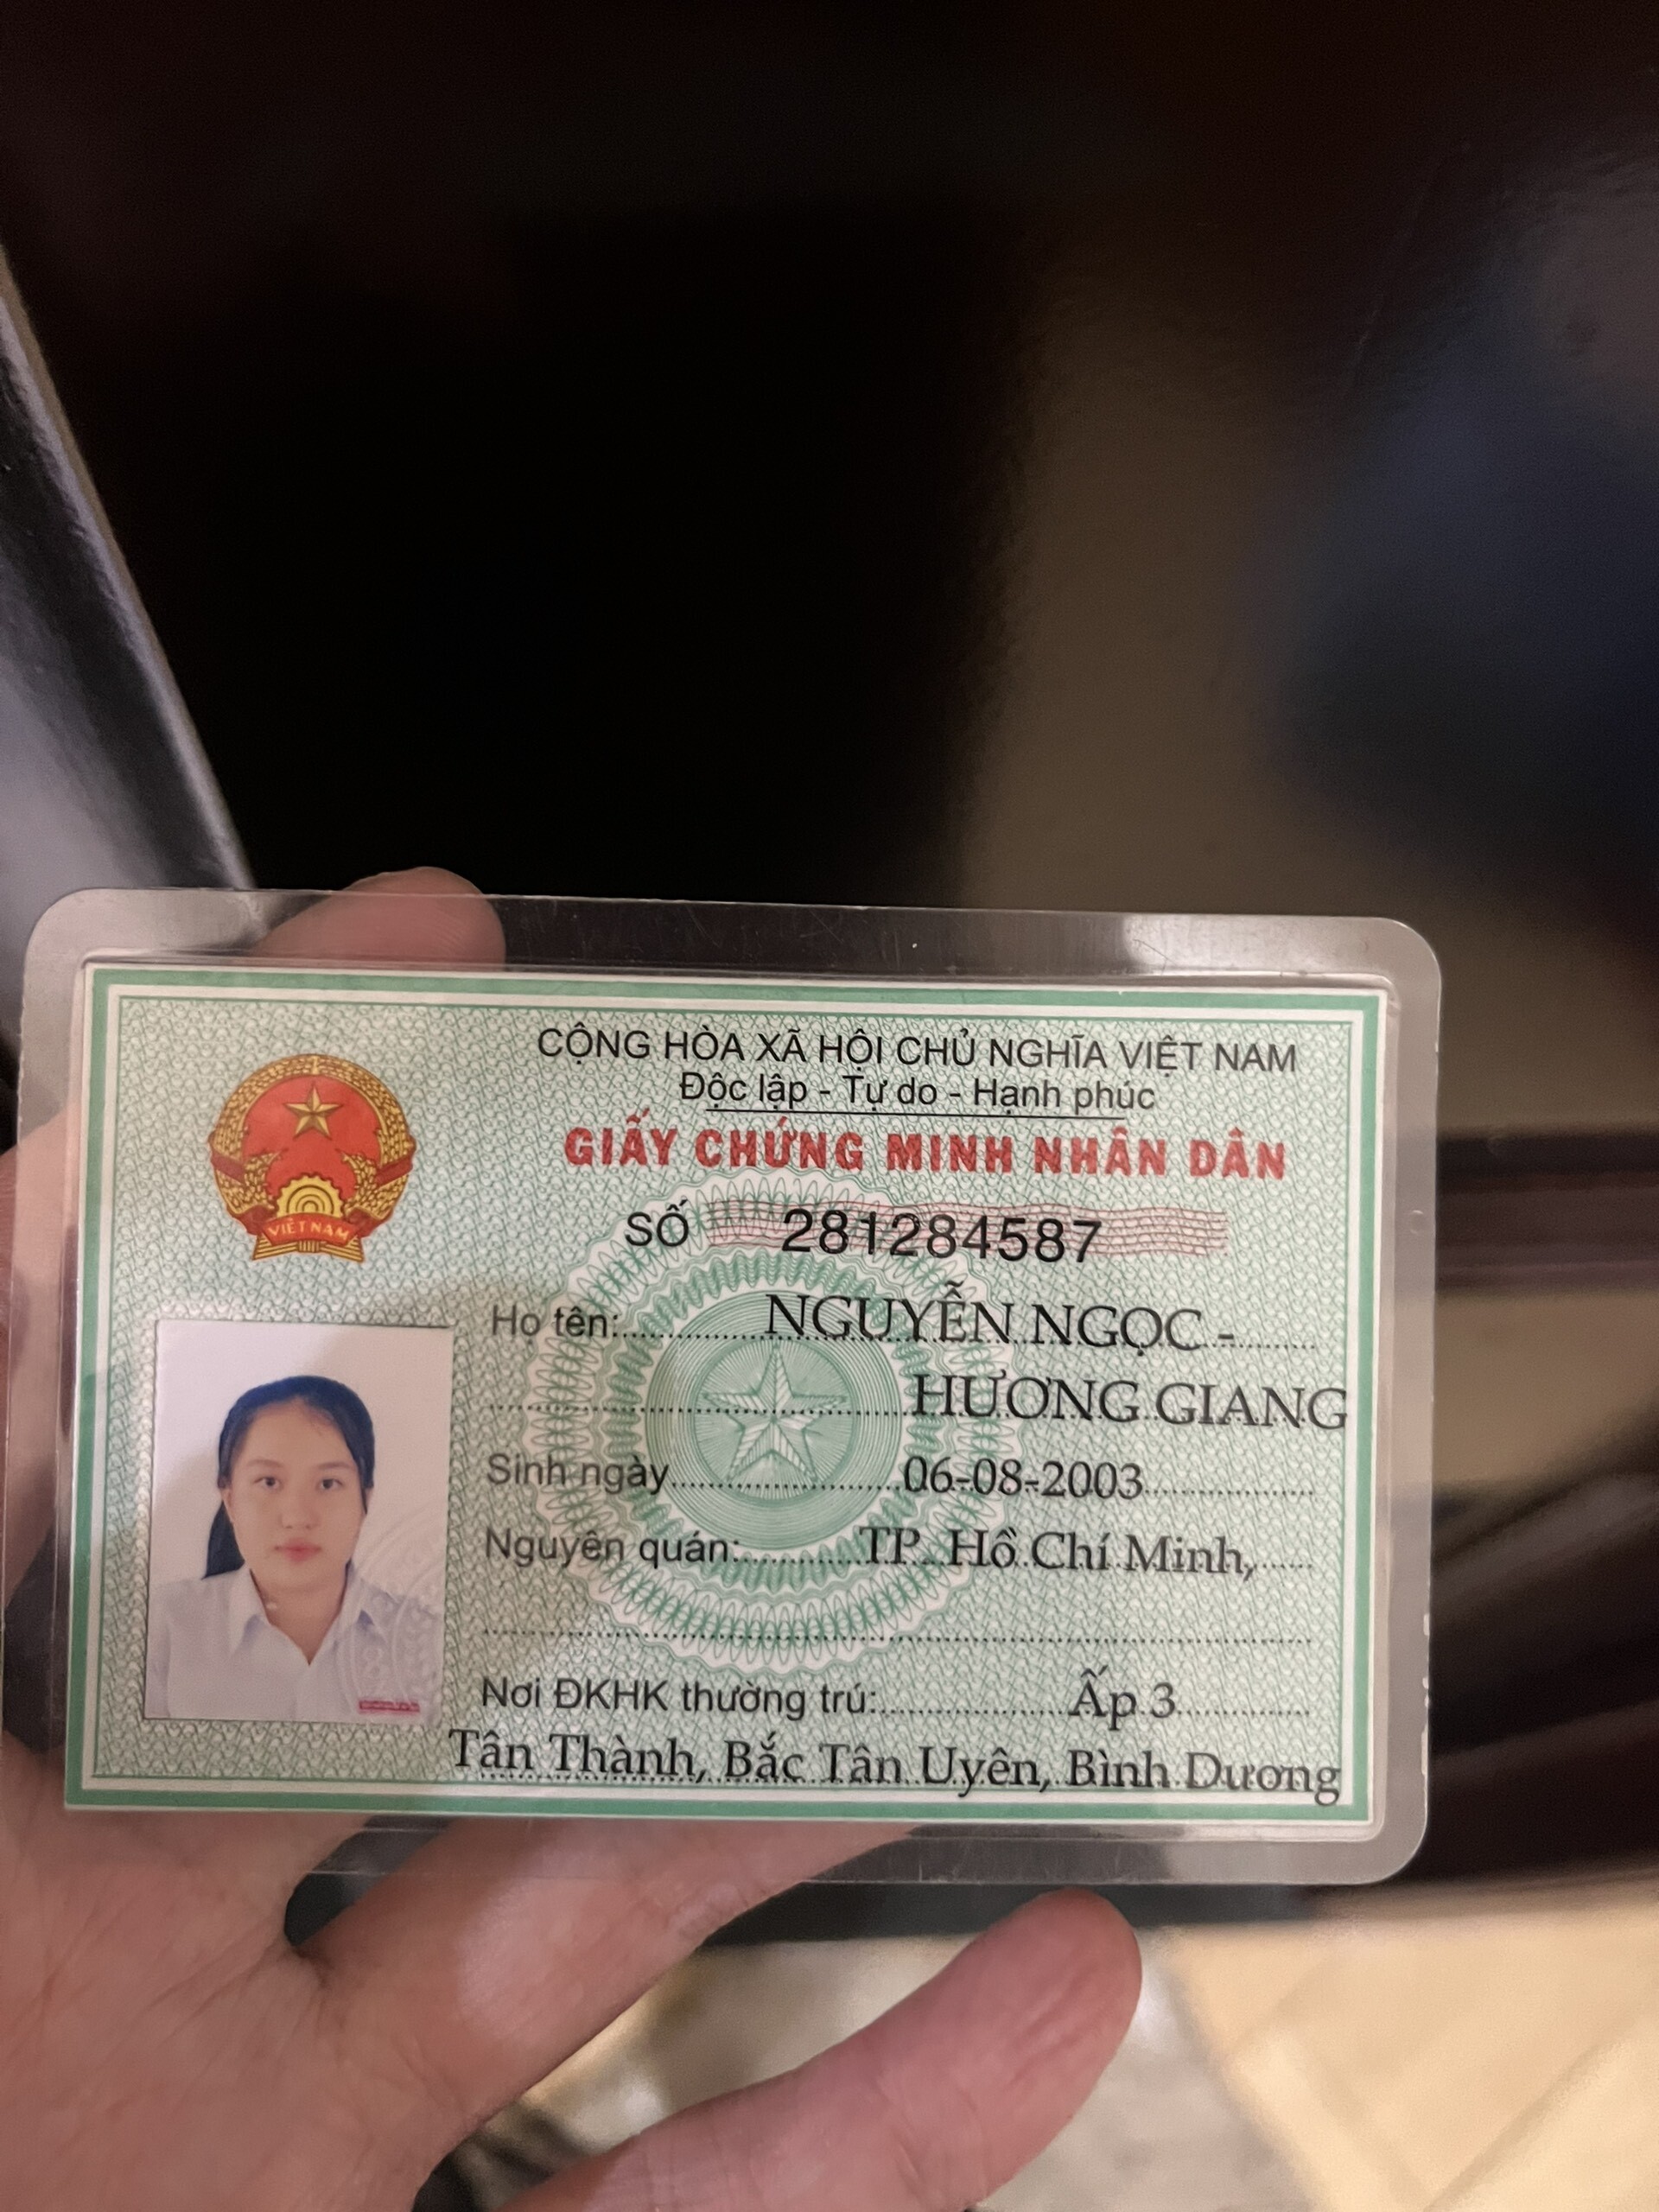 CỘNG HÒA XÃ HỘI CHỦ NGHĨA VIỆT NAM
Độc lập - Tự do - Hạnh phúc
GIẤY CHỨNG MINH NHÂN DÂN
SỐ 281284587
VIỆT NAM
Họ tên: NGUYỄN NGỌC -
HƯƠNG GIANG
Sinh ngày 06-08-2003
Nguyên quán: TP. Hồ Chí Minh,
Nơi ĐKHK thường trú: Ấp 3
Tân Thành, Bắc Tân Uyên, Bình Dương